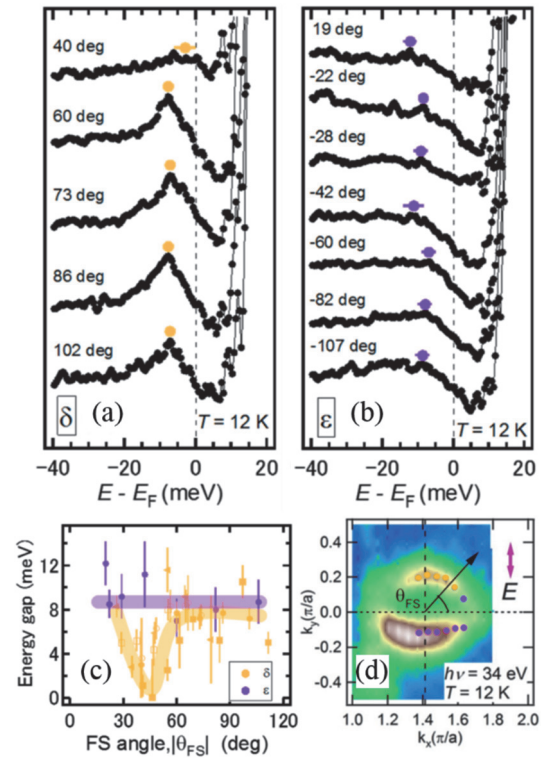 40 deg
60 deg
73 deg
86 deg
102 deg
δ
(a)
T = 12 K
-40
-20
0
20
E - EF (meV)
19 deg
-22 deg
-28 deg
-42 deg
-60 deg
-82 deg
-107 deg
ε
(b)
T = 12 K
-40
-20
0
20
E - EF (meV)
Energy gap (meV)
12
8
4
0
0
30
60
90
120
(c)
δ
ε
FS angle,|θFS| (deg)
ky(π/a)
0.4
0.2
0.0
-0.2
-0.4
θFS
E
(d)
hν = 34 eV
T = 12 K
1.0
1.2
1.4
1.6
1.8
2.0
kx(π/a)